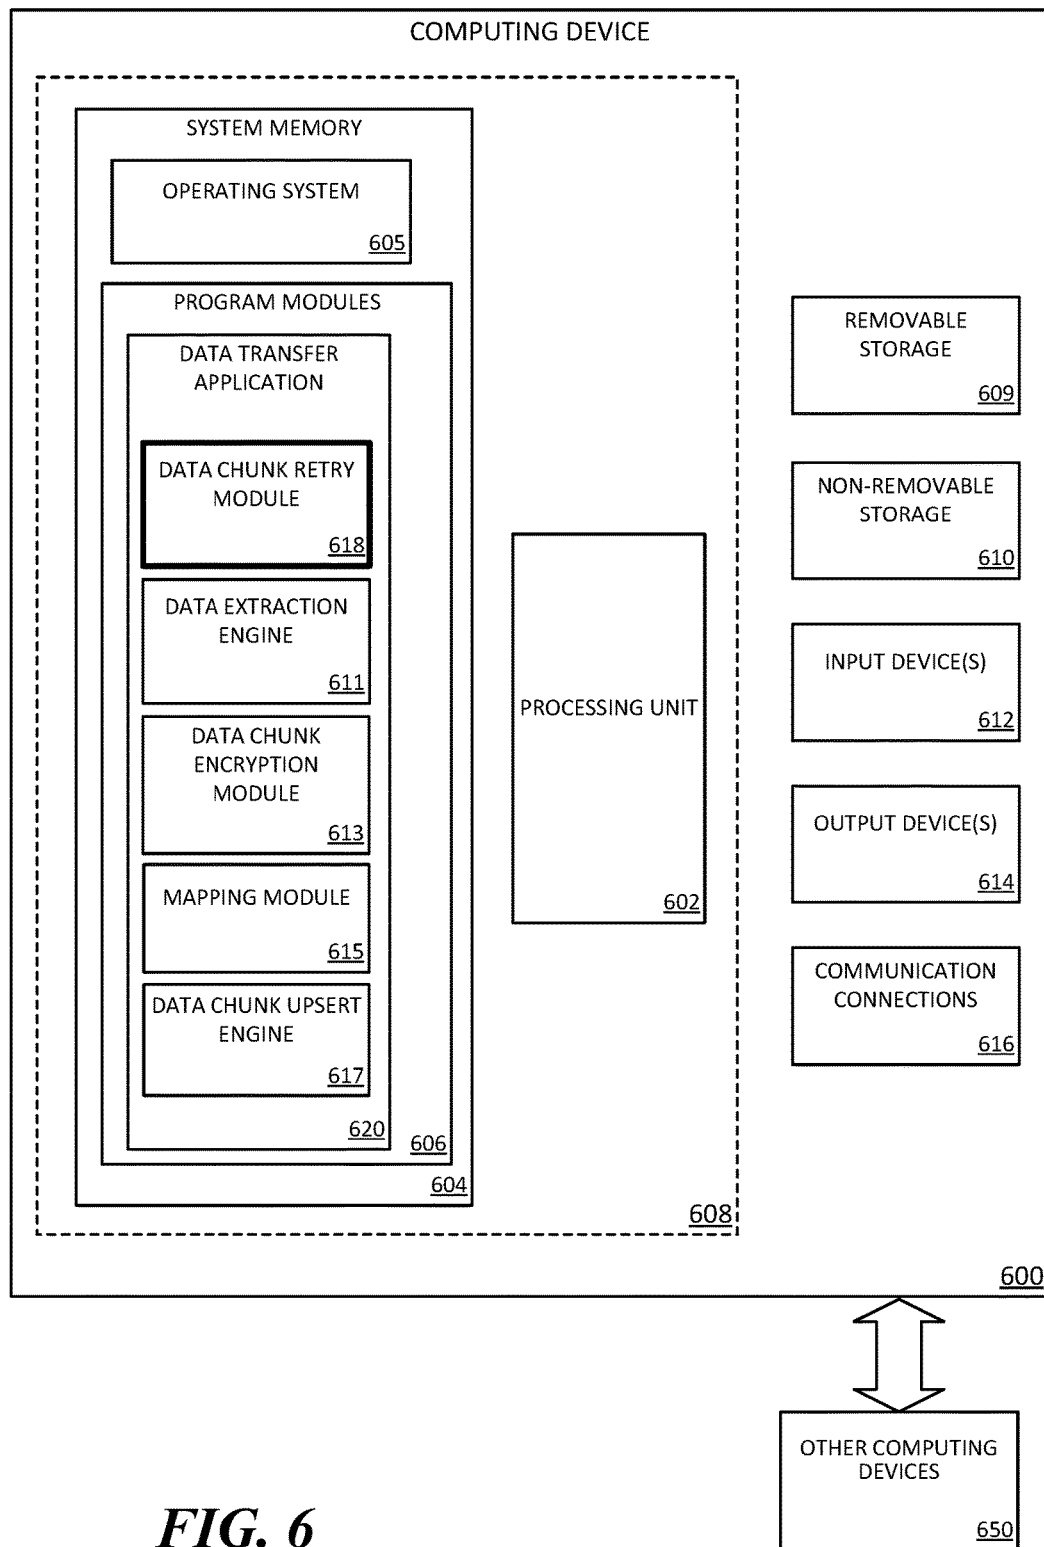 COMPUTING DEVICE
SYSTEM MEMORY
OPERATING SYSTEM
605
PROGRAM MODULES
DATA TRANSFER
APPLICATION
DATA CHUNK RETRY
MODULE
618
DATA EXTRACTION
ENGINE
611
DATA CHUNK
ENCRYPTION
MODULE
613
MAPPING MODULE
615
DATA CHUNK UPSERT
ENGINE
617
620
606
604
PROCESSING UNIT
602
608
REMOVABLE
STORAGE
609
NON-REMOVABLE
STORAGE
610
INPUT DEVICE(S)
612
OUTPUT DEVICE(S)
614
COMMUNICATION
CONNECTIONS
616
600
OTHER COMPUTING
DEVICES
650
FIG. 6